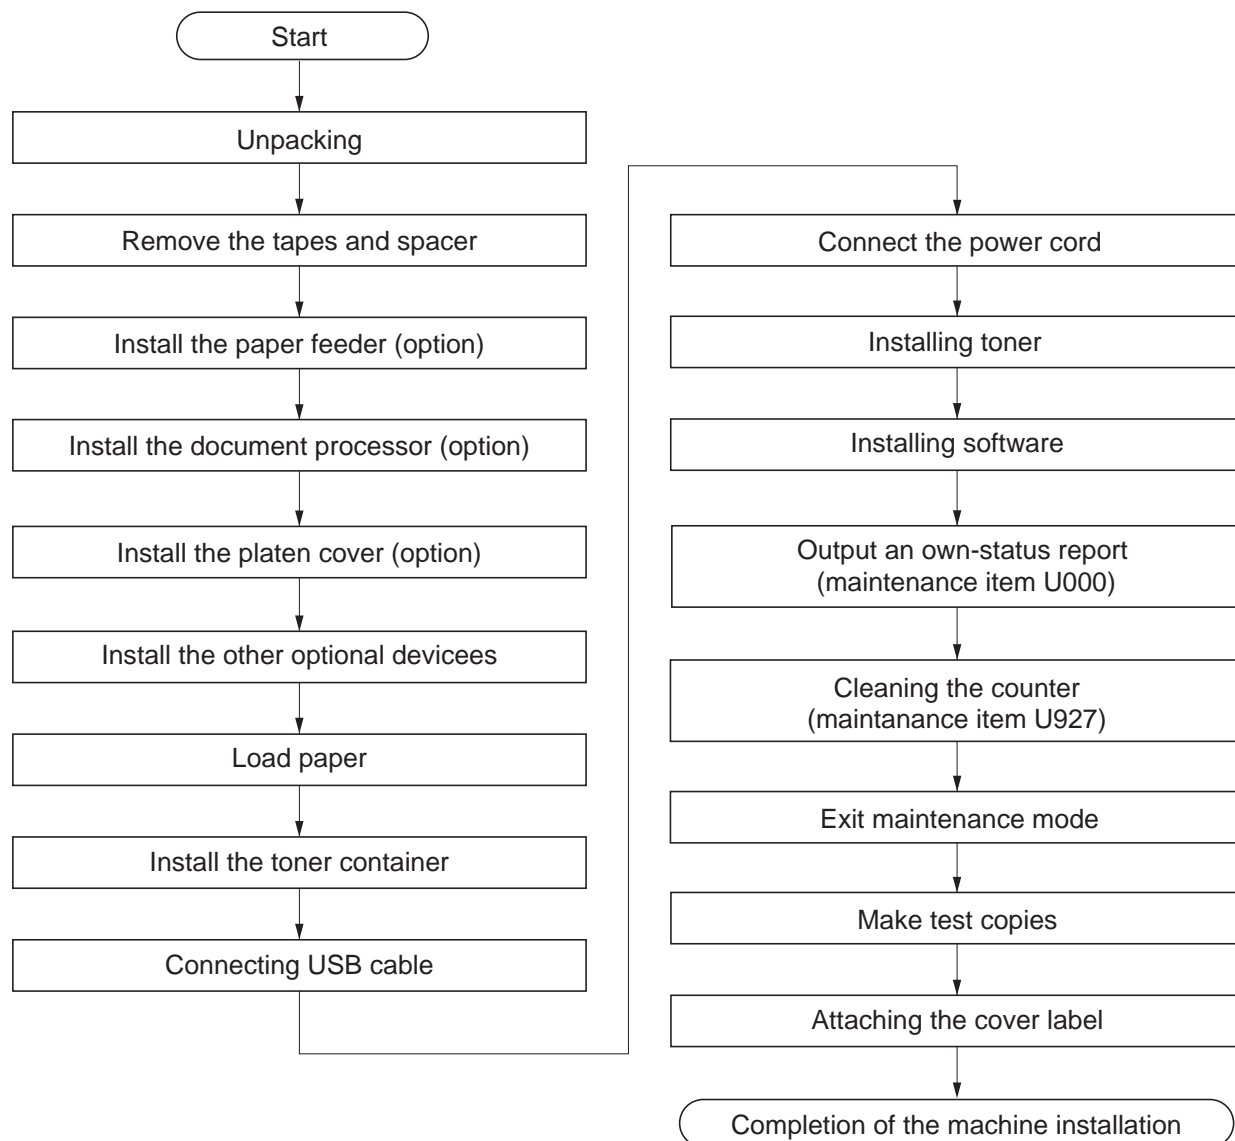 Start
Unpacking
Remove the tapes and spacer
Install the paper feeder (option)
Install the document processor (option)
Install the platen cover (option)
Install the other optional devicees
Load paper
Install the toner container
Connecting USB cable
Connect the power cord
Installing toner
Installing software
Output an own-status report
(maintenance item U000)
Cleaning the counter
(maintanance item U927)
Exit maintenance mode
Make test copies
Attaching the cover label
Completion of the machine installation